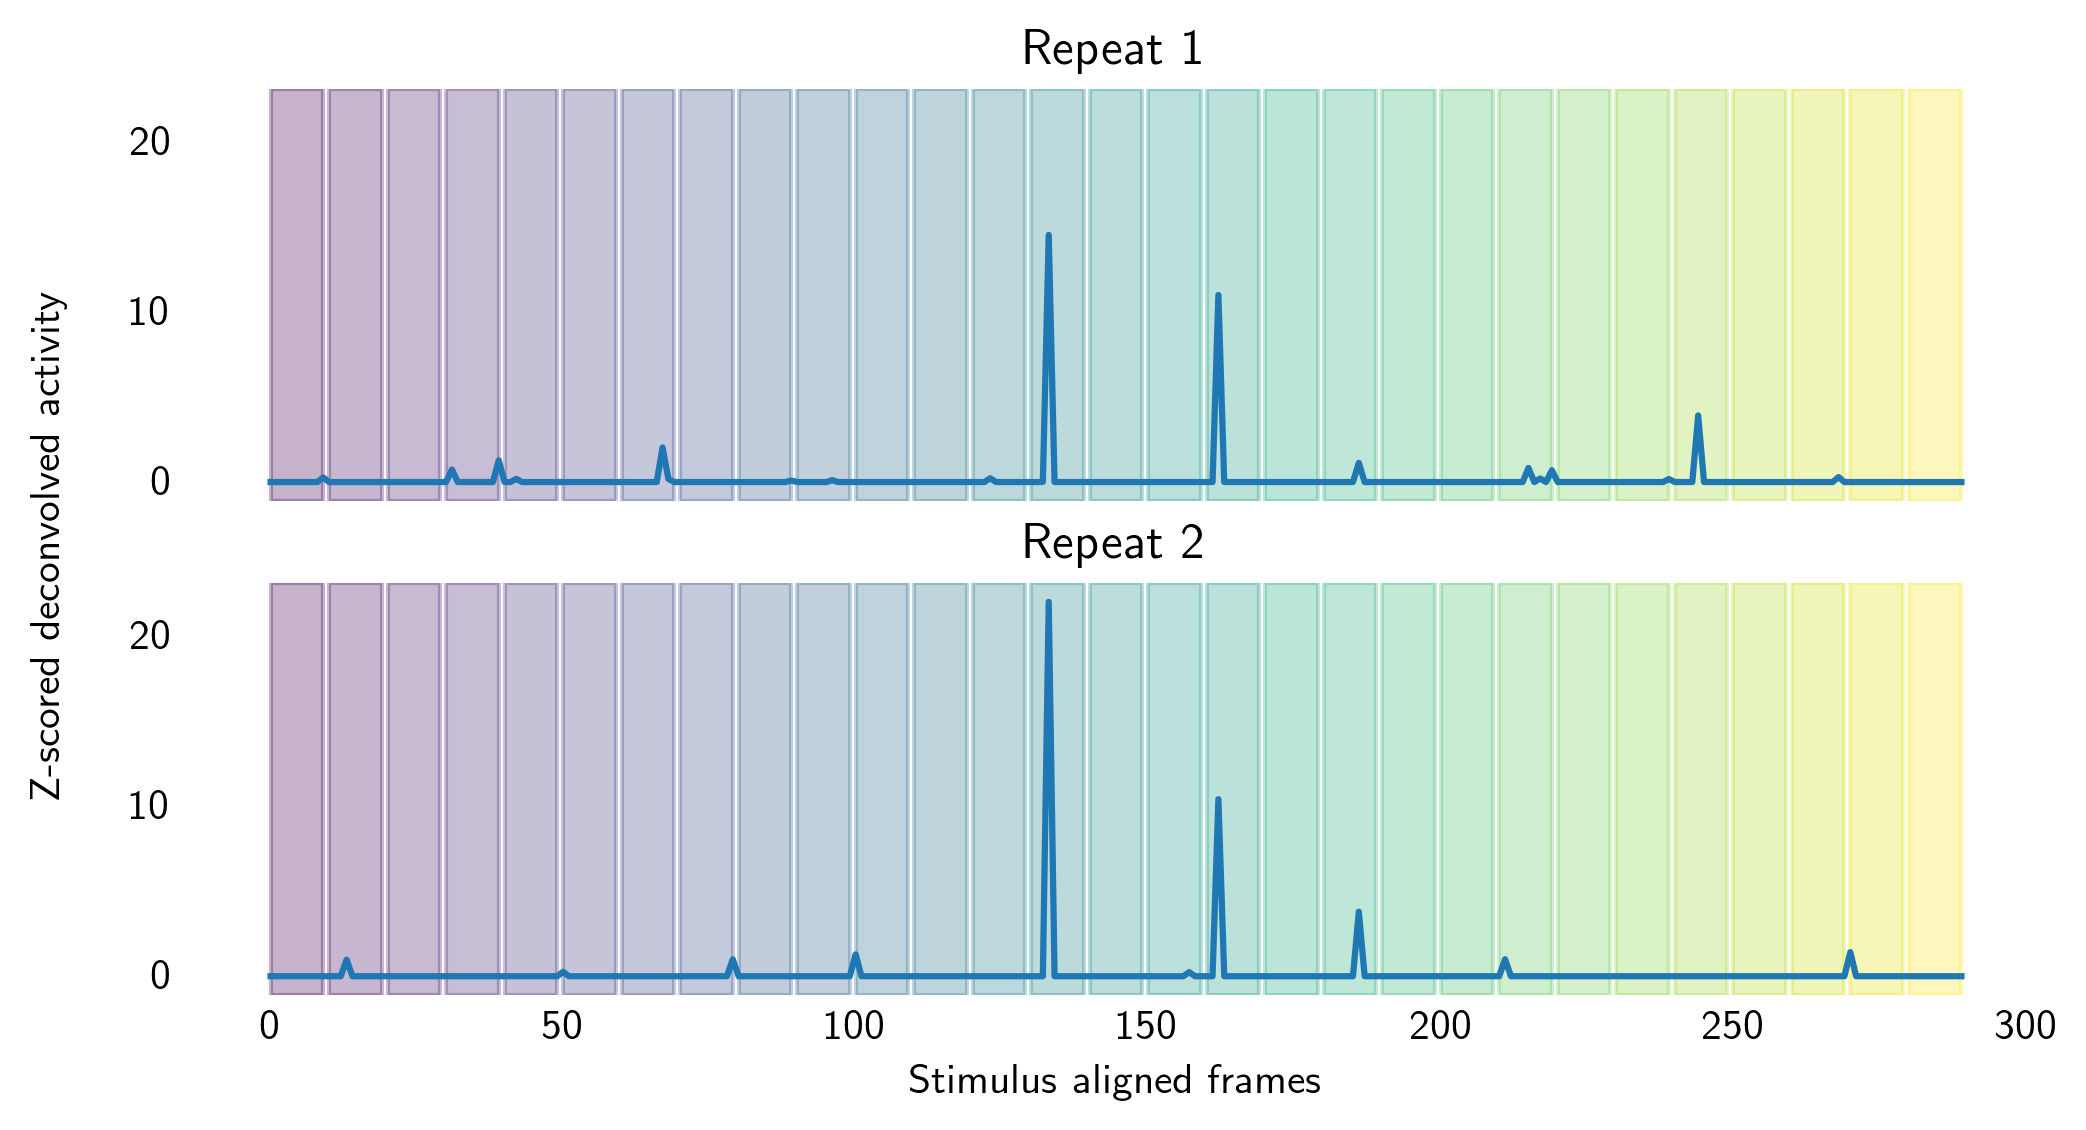 Repeat 1
20
10
0
Z-scored deconvolved activity
Repeat 2
20
10
0
0 50 100 150 200 250 300
Stimulus aligned frames